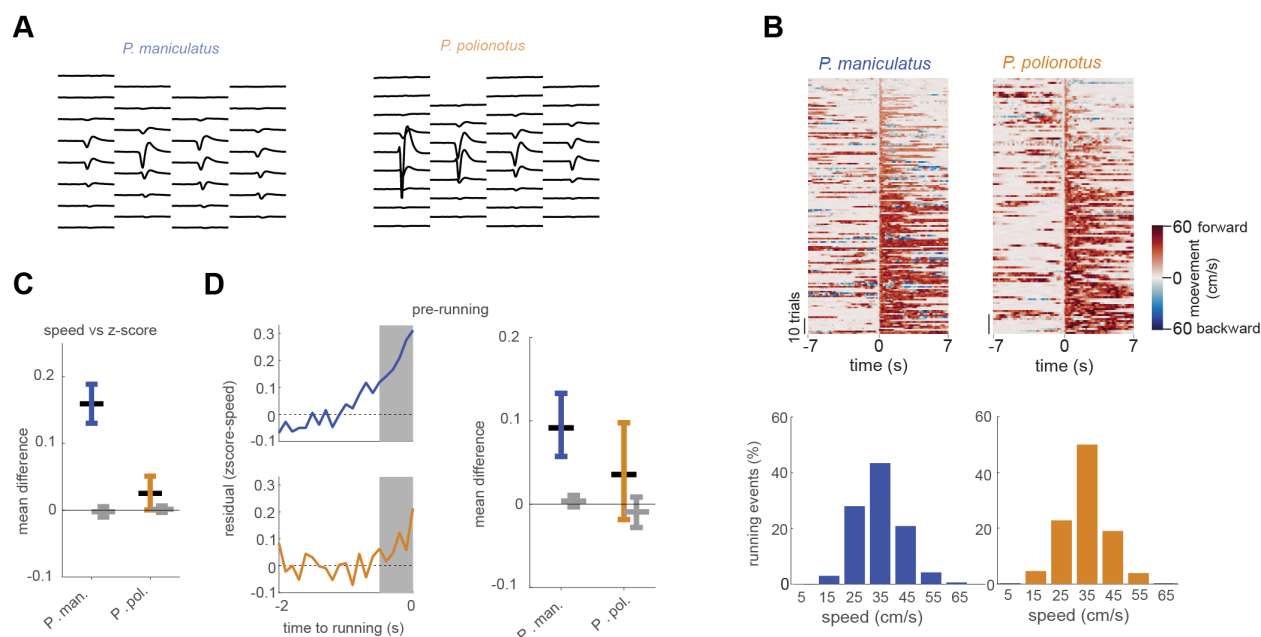 A
P. maniculatus
P. polionotus
B
P. maniculatus
P. polionotus
10 trials
-7
0
7
time (s)
-7
0
7
time (s)
60 forward
0
60 backward
moevement
(cm/s)
C
speed vs z-score
0.2
0.1
0
-0.1
mean difference
P. man.
P. pol.
D
pre-running
0.3
0.2
0.1
0
-0.1
0.3
0.2
0.1
0
-0.1
residual (zscore-speed)
-2
0
time to running (s)
0.2
0.1
0
-0.1
mean difference
P. man.
P. pol.
60
40
20
0
running events (%)
5 15 25 35 45 55 65
speed (cm/s)
60
40
20
0
5 15 25 35 45 55 65
speed (cm/s)